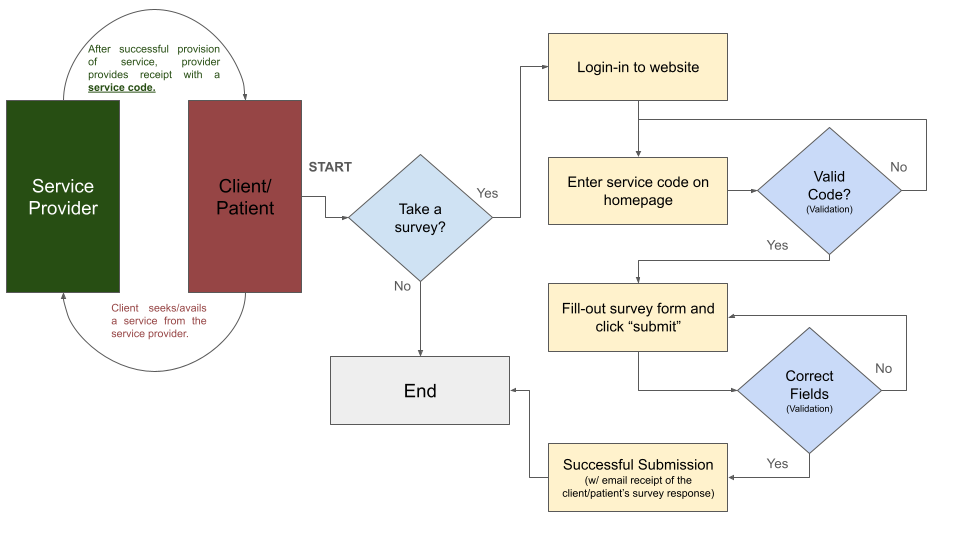 After successful provision
of service, provider
provides receipt with a
service code.
Service
Provider
Client/
Patient
Client seeks/avails
a service from the
service provider.
START
Take a
survey?
Yes
No
Login-in to website
Enter service code on
homepage
Valid
Code?
(Validation)
No
Yes
Fill-out survey form and
click “submit”
Correct
Fields
(Validation)
No
Yes
Successful Submission
(w/ email receipt of the
client/patient’s survey response)
End